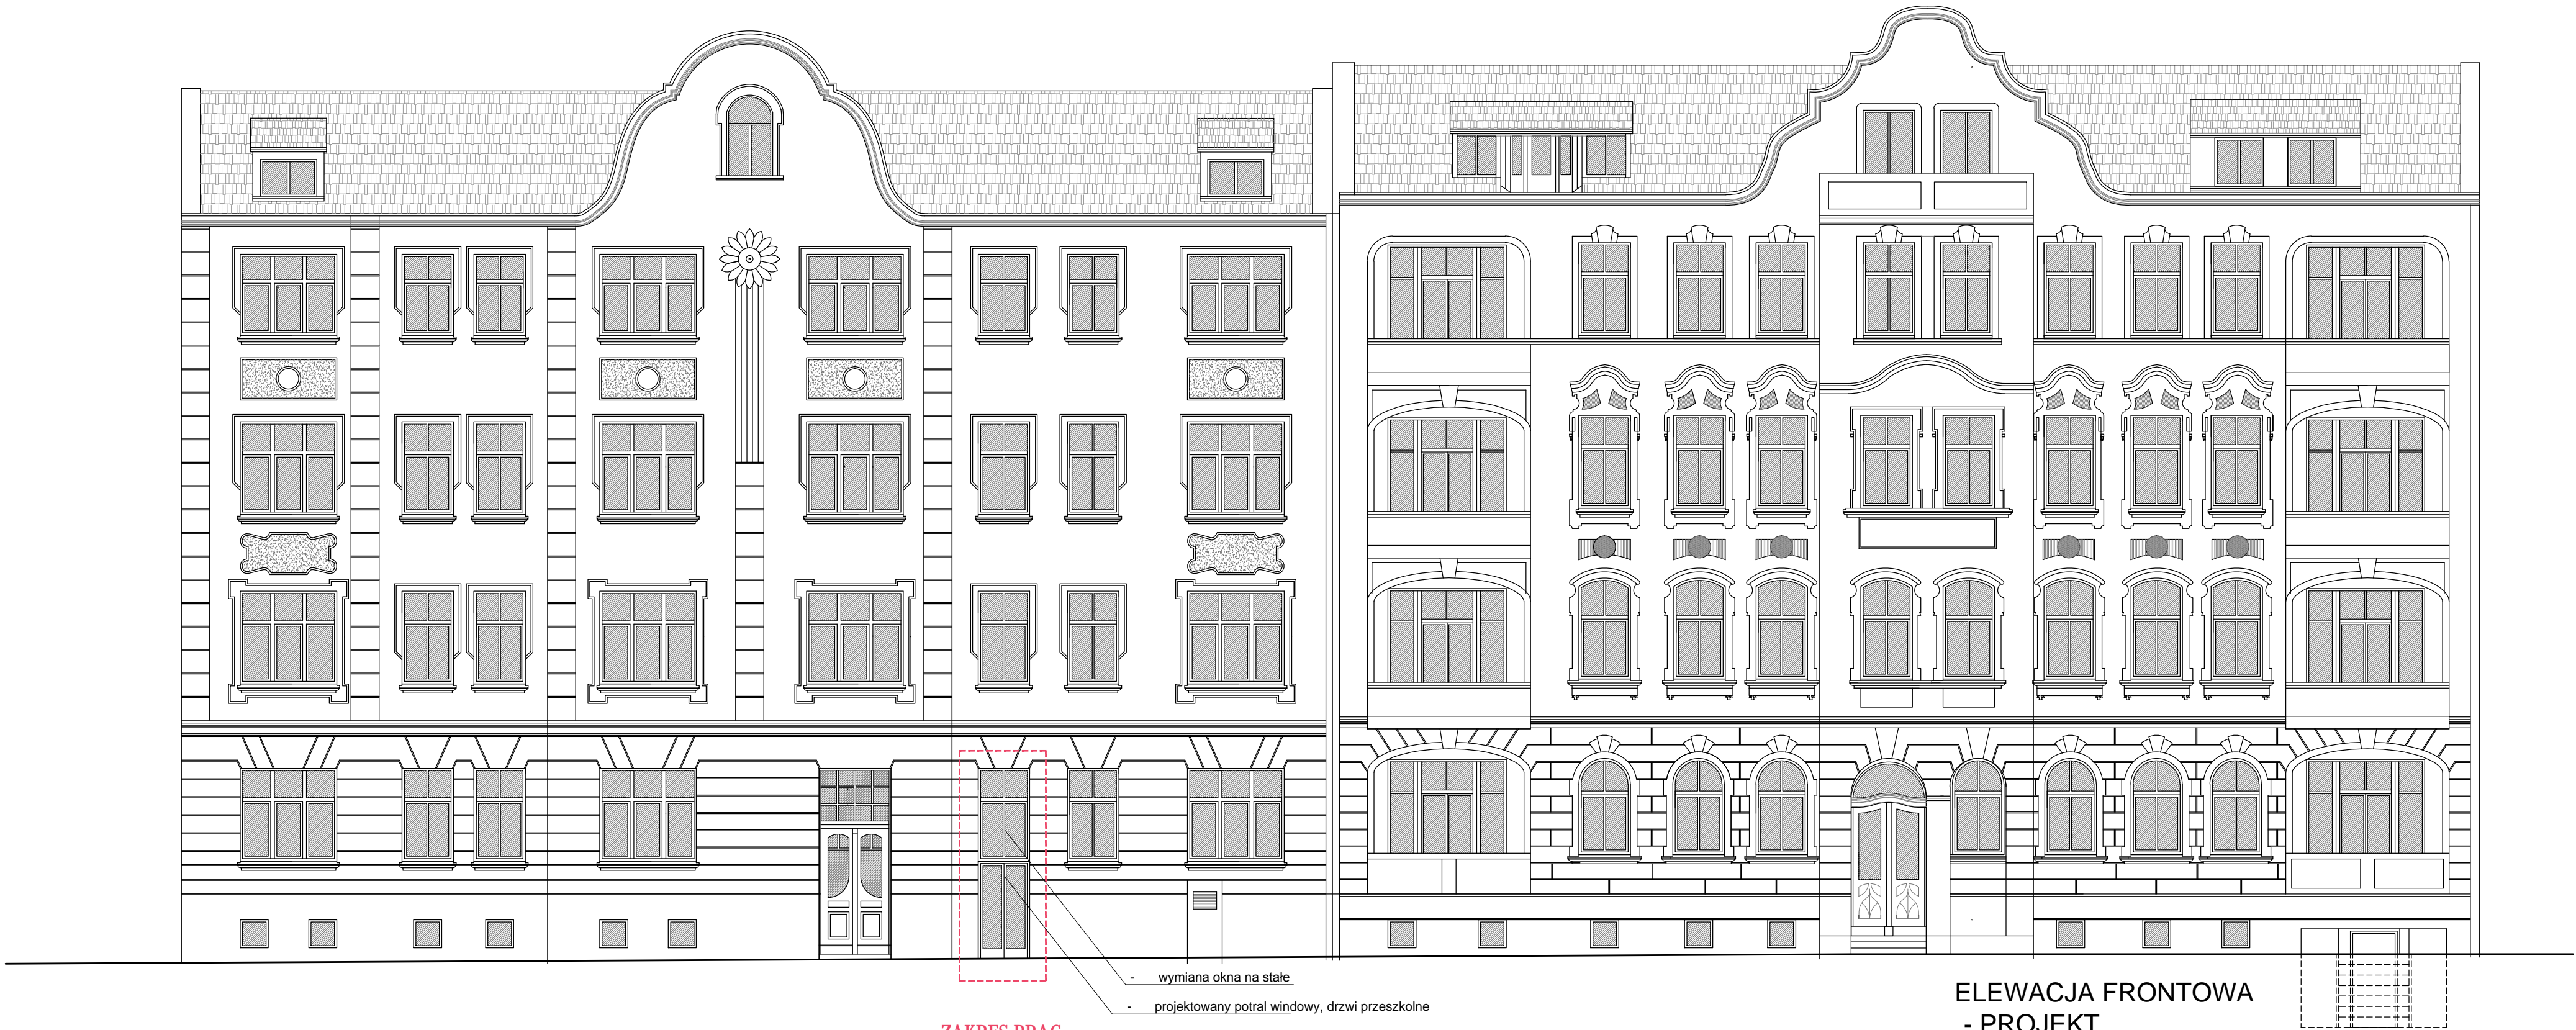 - wymiana okna na stałe
- projektowany potral windowy, drzwi przeszkolne
ZAKRES PRAC
ELEWACJA FRONTOWA
- PROJEKT